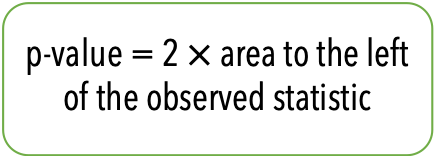 p-value = 2 × area to the left
of the observed statistic